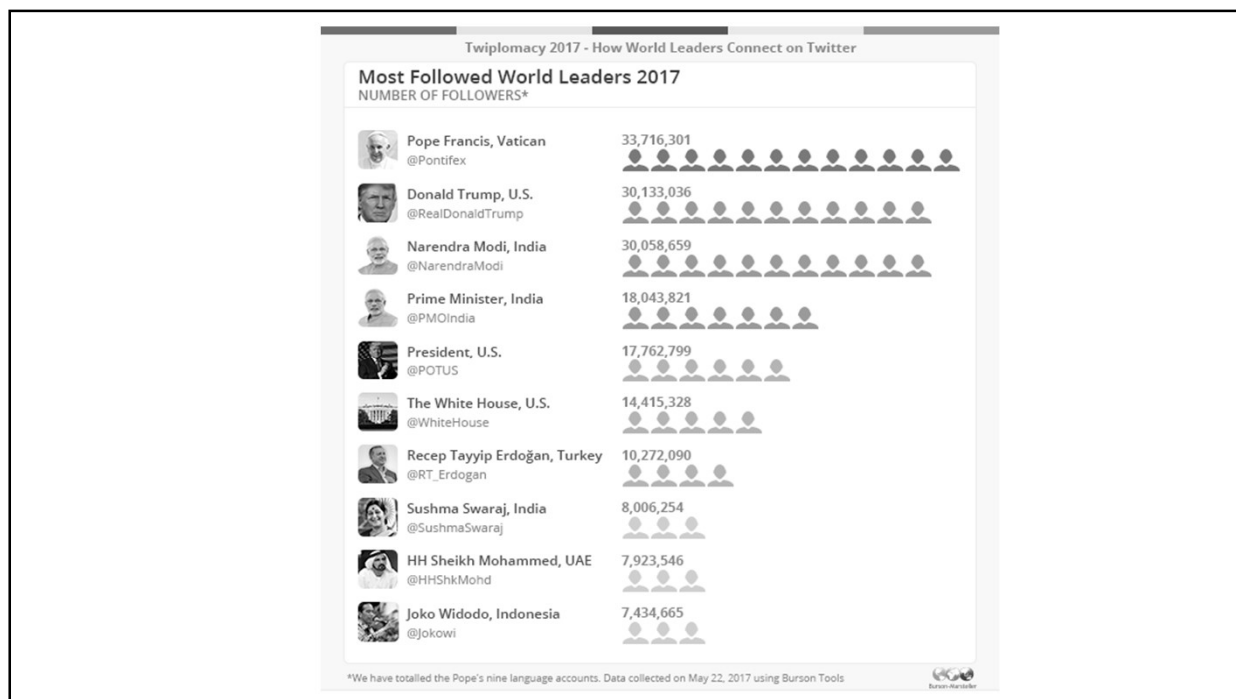 Twiplomacy 2017 - How World Leaders Connect on Twitter
Most Followed World Leaders 2017
NUMBER OF FOLLOWERS*
Pope Francis, Vatican
@Pontifex
33,716,301
Donald Trump, U.S.
@RealDonaldTrump
30,133,036
Narendra Modi, India
@NarendraModi
30,058,659
Prime Minister, India
@PMOIndia
18,043,821
President, U.S.
@POTUS
17,762,799
The White House, U.S.
@WhiteHouse
14,415,328
Recep Tayyip Erdoğan, Turkey
@RT_Erdogan
10,272,090
Sushma Swaraj, India
@SushmaSwaraj
8,006,254
HH Sheikh Mohammed, UAE
@HHShkMohd
7,923,546
Joko Widodo, Indonesia
@Jokowi
7,434,665
*We have totalled the Pope's nine language accounts. Data collected on May 22, 2017 using Burson Tools
Burson-Marsteller